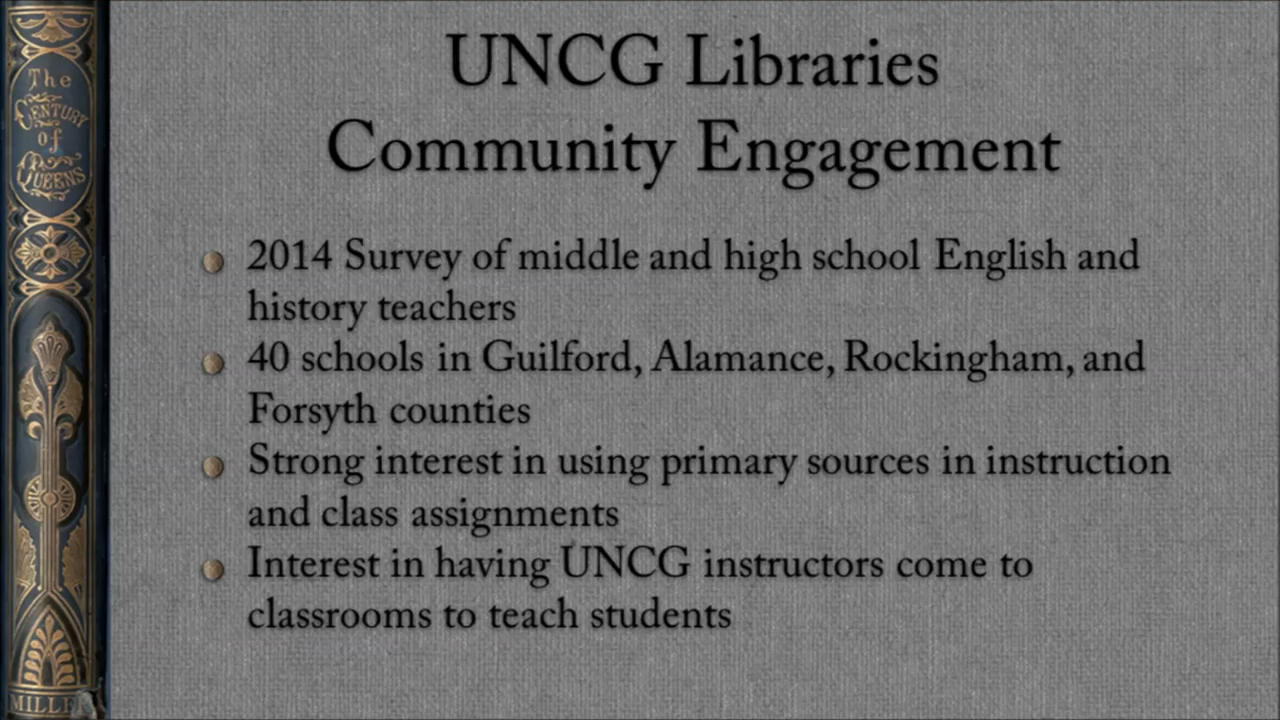 The
CENTURY
of
QUEENS
UNCG Libraries
Community Engagement
2014 Survey of middle and high school English and
history teachers
40 schools in Guilford, Alamance, Rockingham, and
Forsyth counties
Strong interest in using primary sources in instruction
and class assignments
Interest in having UNCG instructors come to
classrooms to teach students